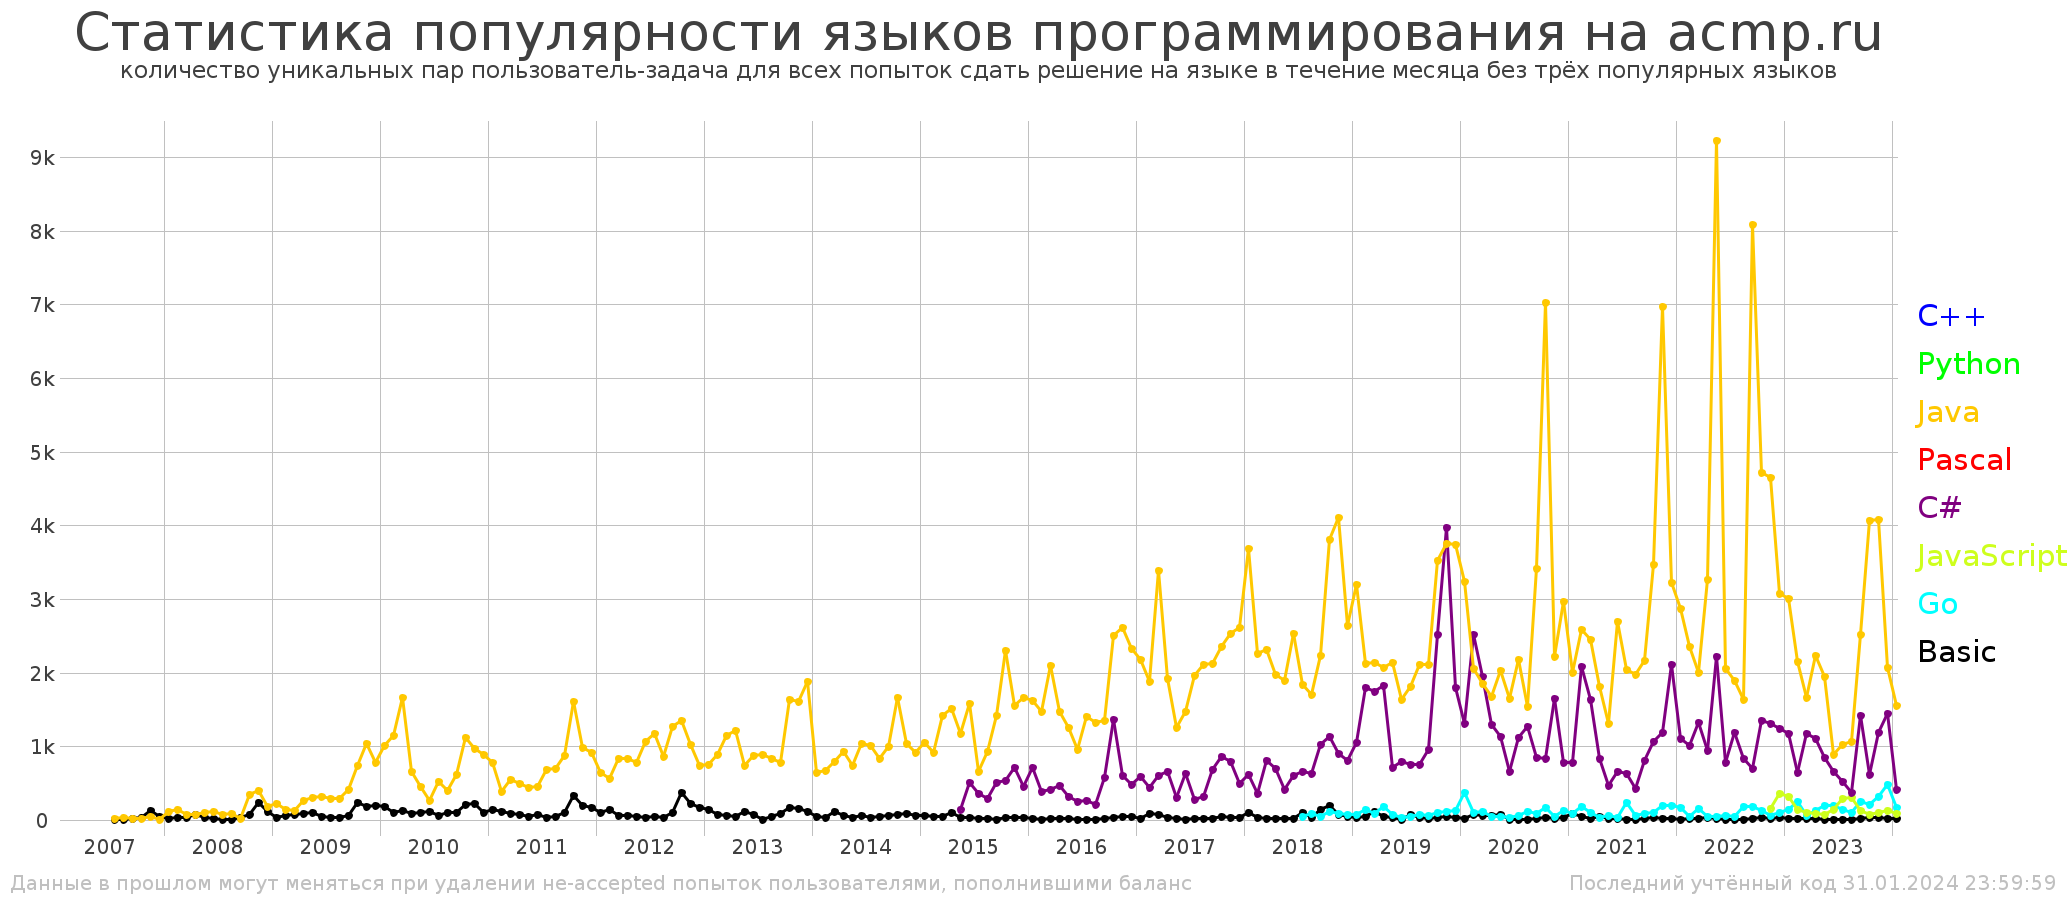 Статистика популярности языков программирования на acmp.ru
количество уникальных пар пользователь-задача для всех попыток сдать решение на языке в течение месяца без трёх популярных языков
9k
8k
7k
6k
5k
4k
3k
2k
1k
0
C++
Python
Java
Pascal
C#
JavaScript
Go
Basic
2007 2008 2009 2010 2011 2012 2013 2014 2015 2016 2017 2018 2019 2020 2021 2022 2023
Данные в прошлом могут меняться при удалении не-accepted попыток пользователями, пополнившими баланс
Последний учтённый код 31.01.2024 23:59:59